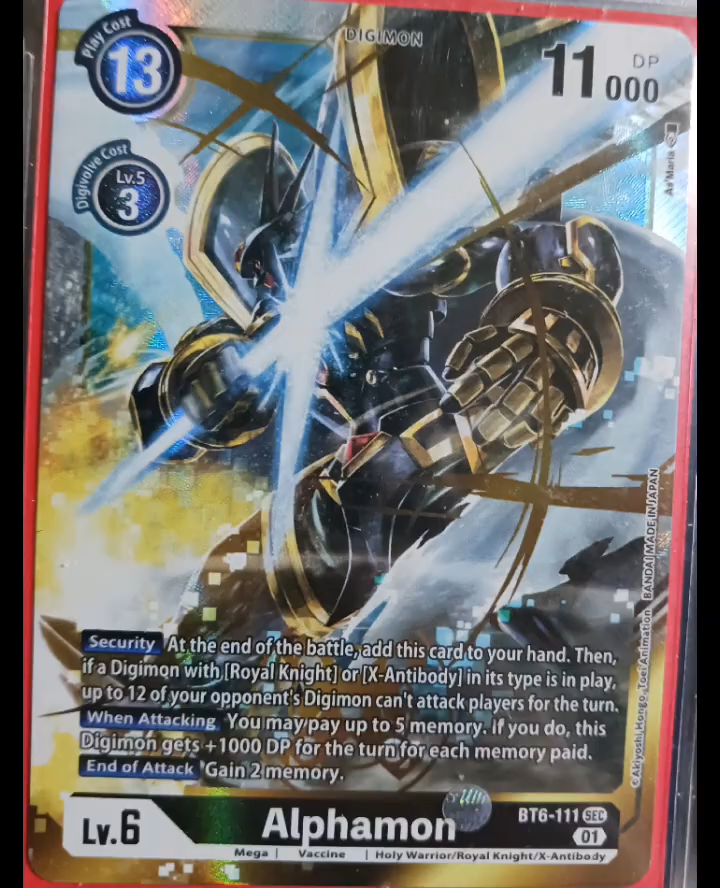 DIGIMON
Play Cost
13
11000
DP
Digivolve Cost
Lv.5
3
As'Maria
Security At the end of the battle, add this card to your hand. Then,
if a Digimon with [Royal Knight] or [X-Antibody] in its type is in play,
up to 12 of your opponent's Digimon can't attack players for the turn.
When Attacking You may pay up to 5 memory. If you do, this
Digimon gets +1000 DP for the turn for each memory paid.
End of Attack Gain 2 memory.
©Akiyoshi Hongo, Toei Animation BANDAI MADE IN JAPAN
Lv.6
Alphamon
BT6-111 SEC
01
Mega | Vaccine | Holy Warrior/Royal Knight/X-Antibody